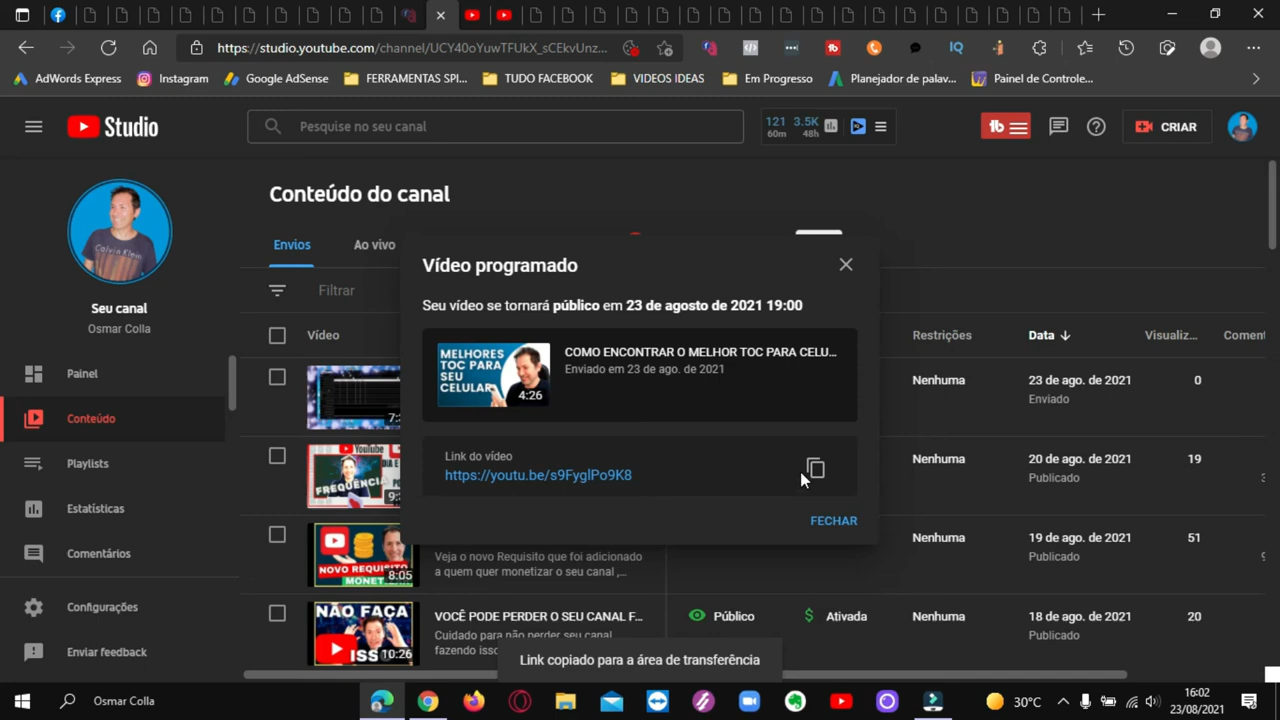 https://studio.youtube.com/channel/UCY40oYuwTFUkX_sCEkvUnz...
AdWords Express
Instagram
Google AdSense
FERRAMENTAS SPI...
TUDO FACEBOOK
VIDEOS IDEAS
Em Progresso
Planejador de palav...
Painel de Controle...
Studio
Pesquise no seu canal
121 3.5K
60m 48h
CRIAR
Conteúdo do canal
Envios
Ao vivo
Seu canal
Osmar Colla
Filtrar
Vídeo
Restrições
Data
Visualiz...
Coment
Painel
Conteúdo
Playlists
Estatísticas
Comentários
Configurações
Enviar feedback
Vídeo programado
Seu vídeo se tornará público em 23 de agosto de 2021 19:00
MELHORES
TOC PARA
SEU
CELULAR
4:26
COMO ENCONTRAR O MELHOR TOC PARA CELU...
Enviado em 23 de ago. de 2021
Link do vídeo
https://youtu.be/s9FyglPo9K8
FECHAR
Nenhuma
23 de ago. de 2021
Enviado
0
YouTube
FREQUÊNC
Nenhuma
20 de ago. de 2021
Publicado
19
NOVO REQUISITO
MONETI
8:05
Veja o novo Requisito que foi adicionado
a quem quer monetizar o seu canal ,...
Nenhuma
19 de ago. de 2021
Publicado
51
NÃO FAÇA
ISS
10:26
VOCÊ PODE PERDER O SEU CANAL F...
Cuidado para não perder seu canal
fazendo isso
Público
Ativada
Nenhuma
18 de ago. de 2021
Publicado
20
Link copiado para a área de transferência
Osmar Colla
30°C
16:02
23/08/2021